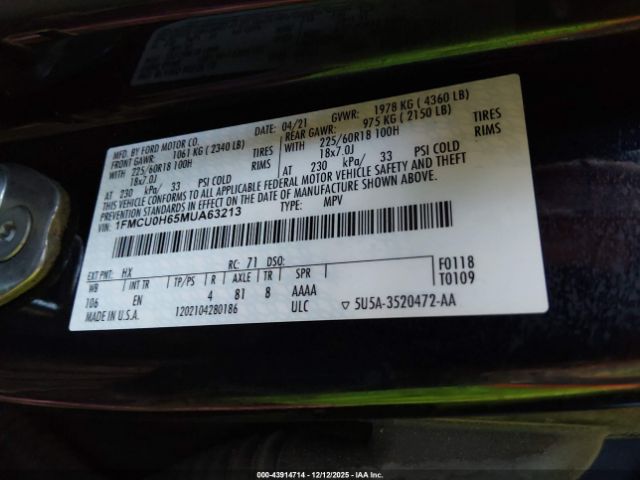 MFD. BY FORD MOTOR CO.
DATE: 04/21 GVWR: 1978 KG ( 4360 LB)
FRONT GAWR: 1061 KG ( 2340 LB) REAR GAWR: 975 KG ( 2150 LB)
WITH 225/60R18 100H TIRES WITH 225/60R18 100H TIRES
18x7.0J RIMS 18x7.0J RIMS
AT 230 kPa/ 33 PSI COLD AT 230 kPa/ 33 PSI COLD
THIS VEHICLE CONFORMS TO ALL APPLICABLE FEDERAL MOTOR VEHICLE SAFETY AND THEFT
PREVENTION STANDARDS IN EFFECT ON THE DATE OF MANUFACTURE SHOWN ABOVE.
VIN: 1FMCU0H65MUA63213 TYPE: MPV
EXT PNT: HX RC: 71 DSO: F0118
WB INT TR TP/PS R AXLE TR SPR T0109
106 EN 4 81 8 AAAA
MADE IN U.S.A. 1202104280186 ULC ▽ 5U5A-3520472-AA
000-43914714 - 12/12/2025 - IAA Inc.